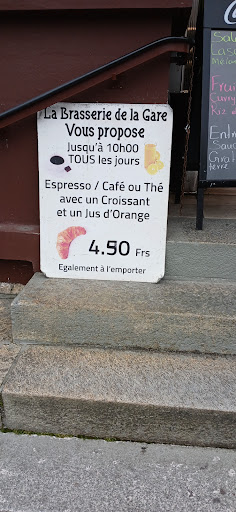 La Brasserie de la Gare
Vous propose
Jusqu'à 10h00
TOUS les jours
Espresso / Café ou Thé
avec un Croissant
et un Jus d'Orange
4.90 Frs
Egalement à l'emporter